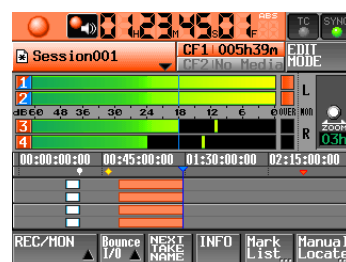 ABS
01H23M45S01F
TC SYNC
Session001
CF1 005h39m
CF2 No Media
EDIT MODE
1
2
L
dB60 48 36 30 24 18 12 6 0 OVER MON
3
4
R
ZOOM
03h
00:00:00:00 00:45:00:00 01:30:00:00 02:15:00:00
REC/MON
Bounce I/O
NEXT TAKE NAME
INFO
Mark List...
Manual Locate